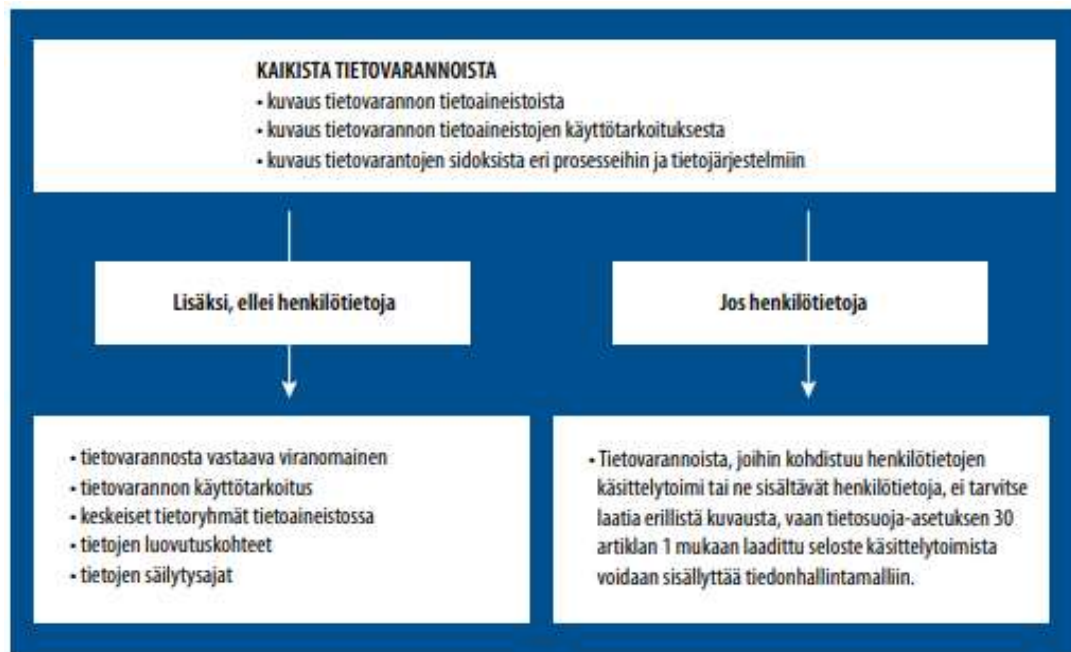 KAIKISTA TIETOVARANNOISTA
• kuvaus tietovarannon tietoaineistoista
• kuvaus tietovarannon tietoaineistojen käyttötarkoituksesta
• kuvaus tietovarantojen sidoksista eri prosesseihin ja tietojärjestelmiin
Lisäksi, ellei henkilötietoja
Jos henkilötietoja
• tietovarannosta vastaava viranomainen
• tietovarannon käyttötarkoitus
• keskeiset tietoryhmät tietoaineistossa
• tietojen luovutuskohteet
• tietojen säilytysajat
• Tietovarannoista, joihin kohdistuu henkilötietojen
käsittelytoimi tai ne sisältävät henkilötietoja, ei tarvitse
laatia erillistä kuvausta, vaan tietosuoja-asetuksen 30
artiklan 1 mukaan laadittu seloste käsittelytoimista
voidaan sisällyttää tiedonhallintamalliin.